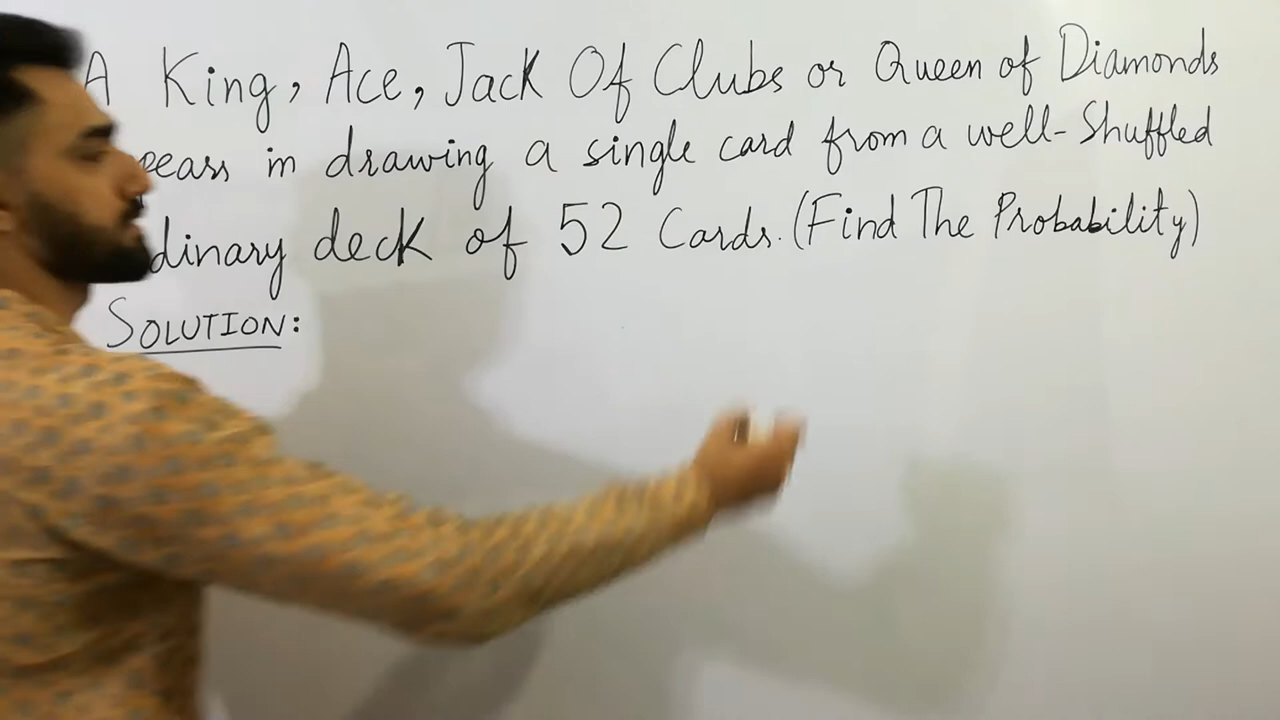 A King, Ace, Jack Of Clubs or Queen of Diamonds
pears in drawing a single card from a well-Shuffled
dinary deck of 52 Cards. (Find The Probability)
SOLUTION: